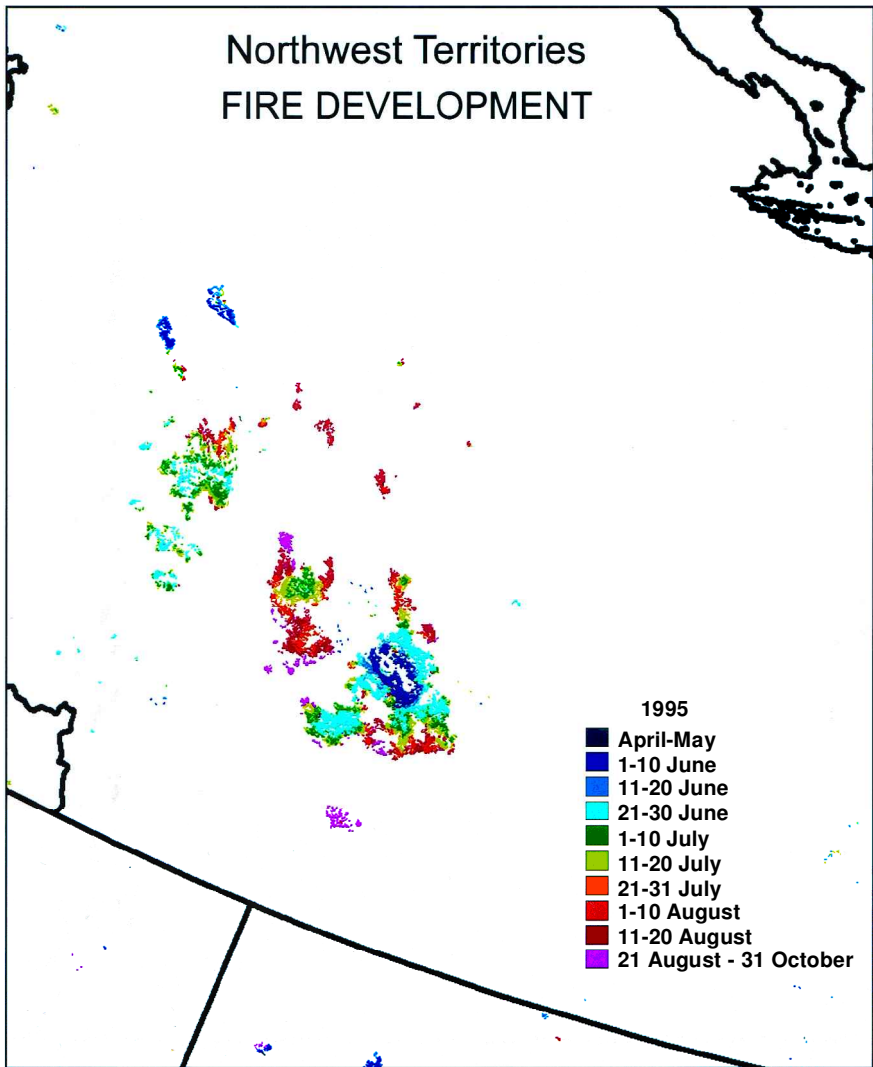 Northwest Territories
FIRE DEVELOPMENT
1995
April-May
1-10 June
11-20 June
21-30 June
1-10 July
11-20 July
21-31 July
1-10 August
11-20 August
21 August - 31 October